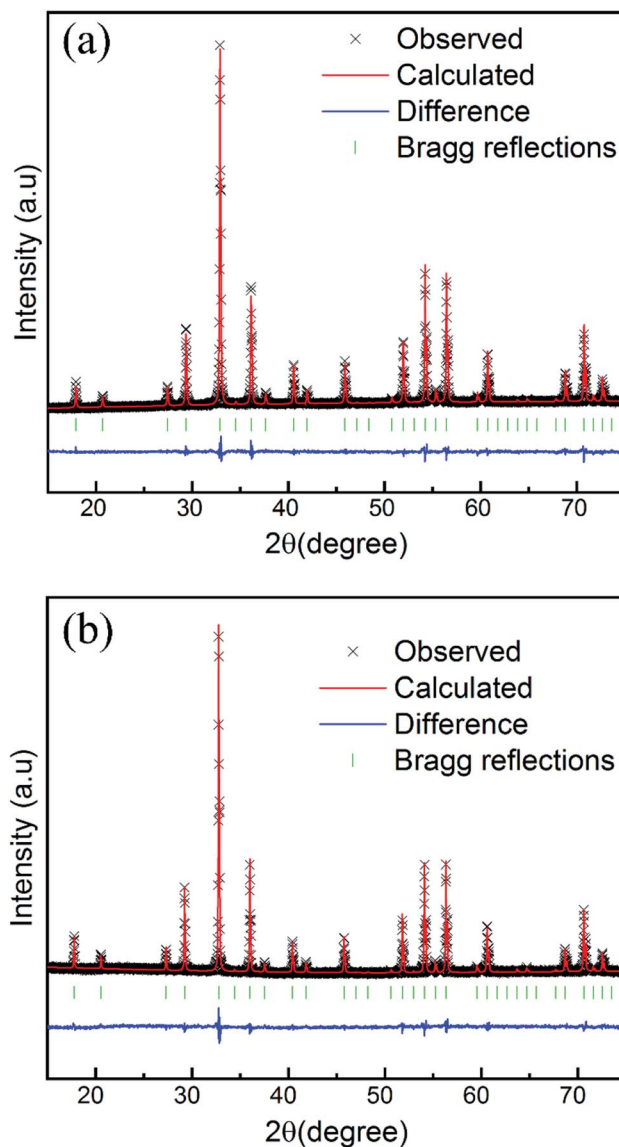 (a)
Observed
Calculated
Difference
Bragg reflections
Intensity (a.u)
20 30 40 50 60 70
2θ(degree)
(b)
Observed
Calculated
Difference
Bragg reflections
Intensity (a.u)
20 30 40 50 60 70
2θ(degree)